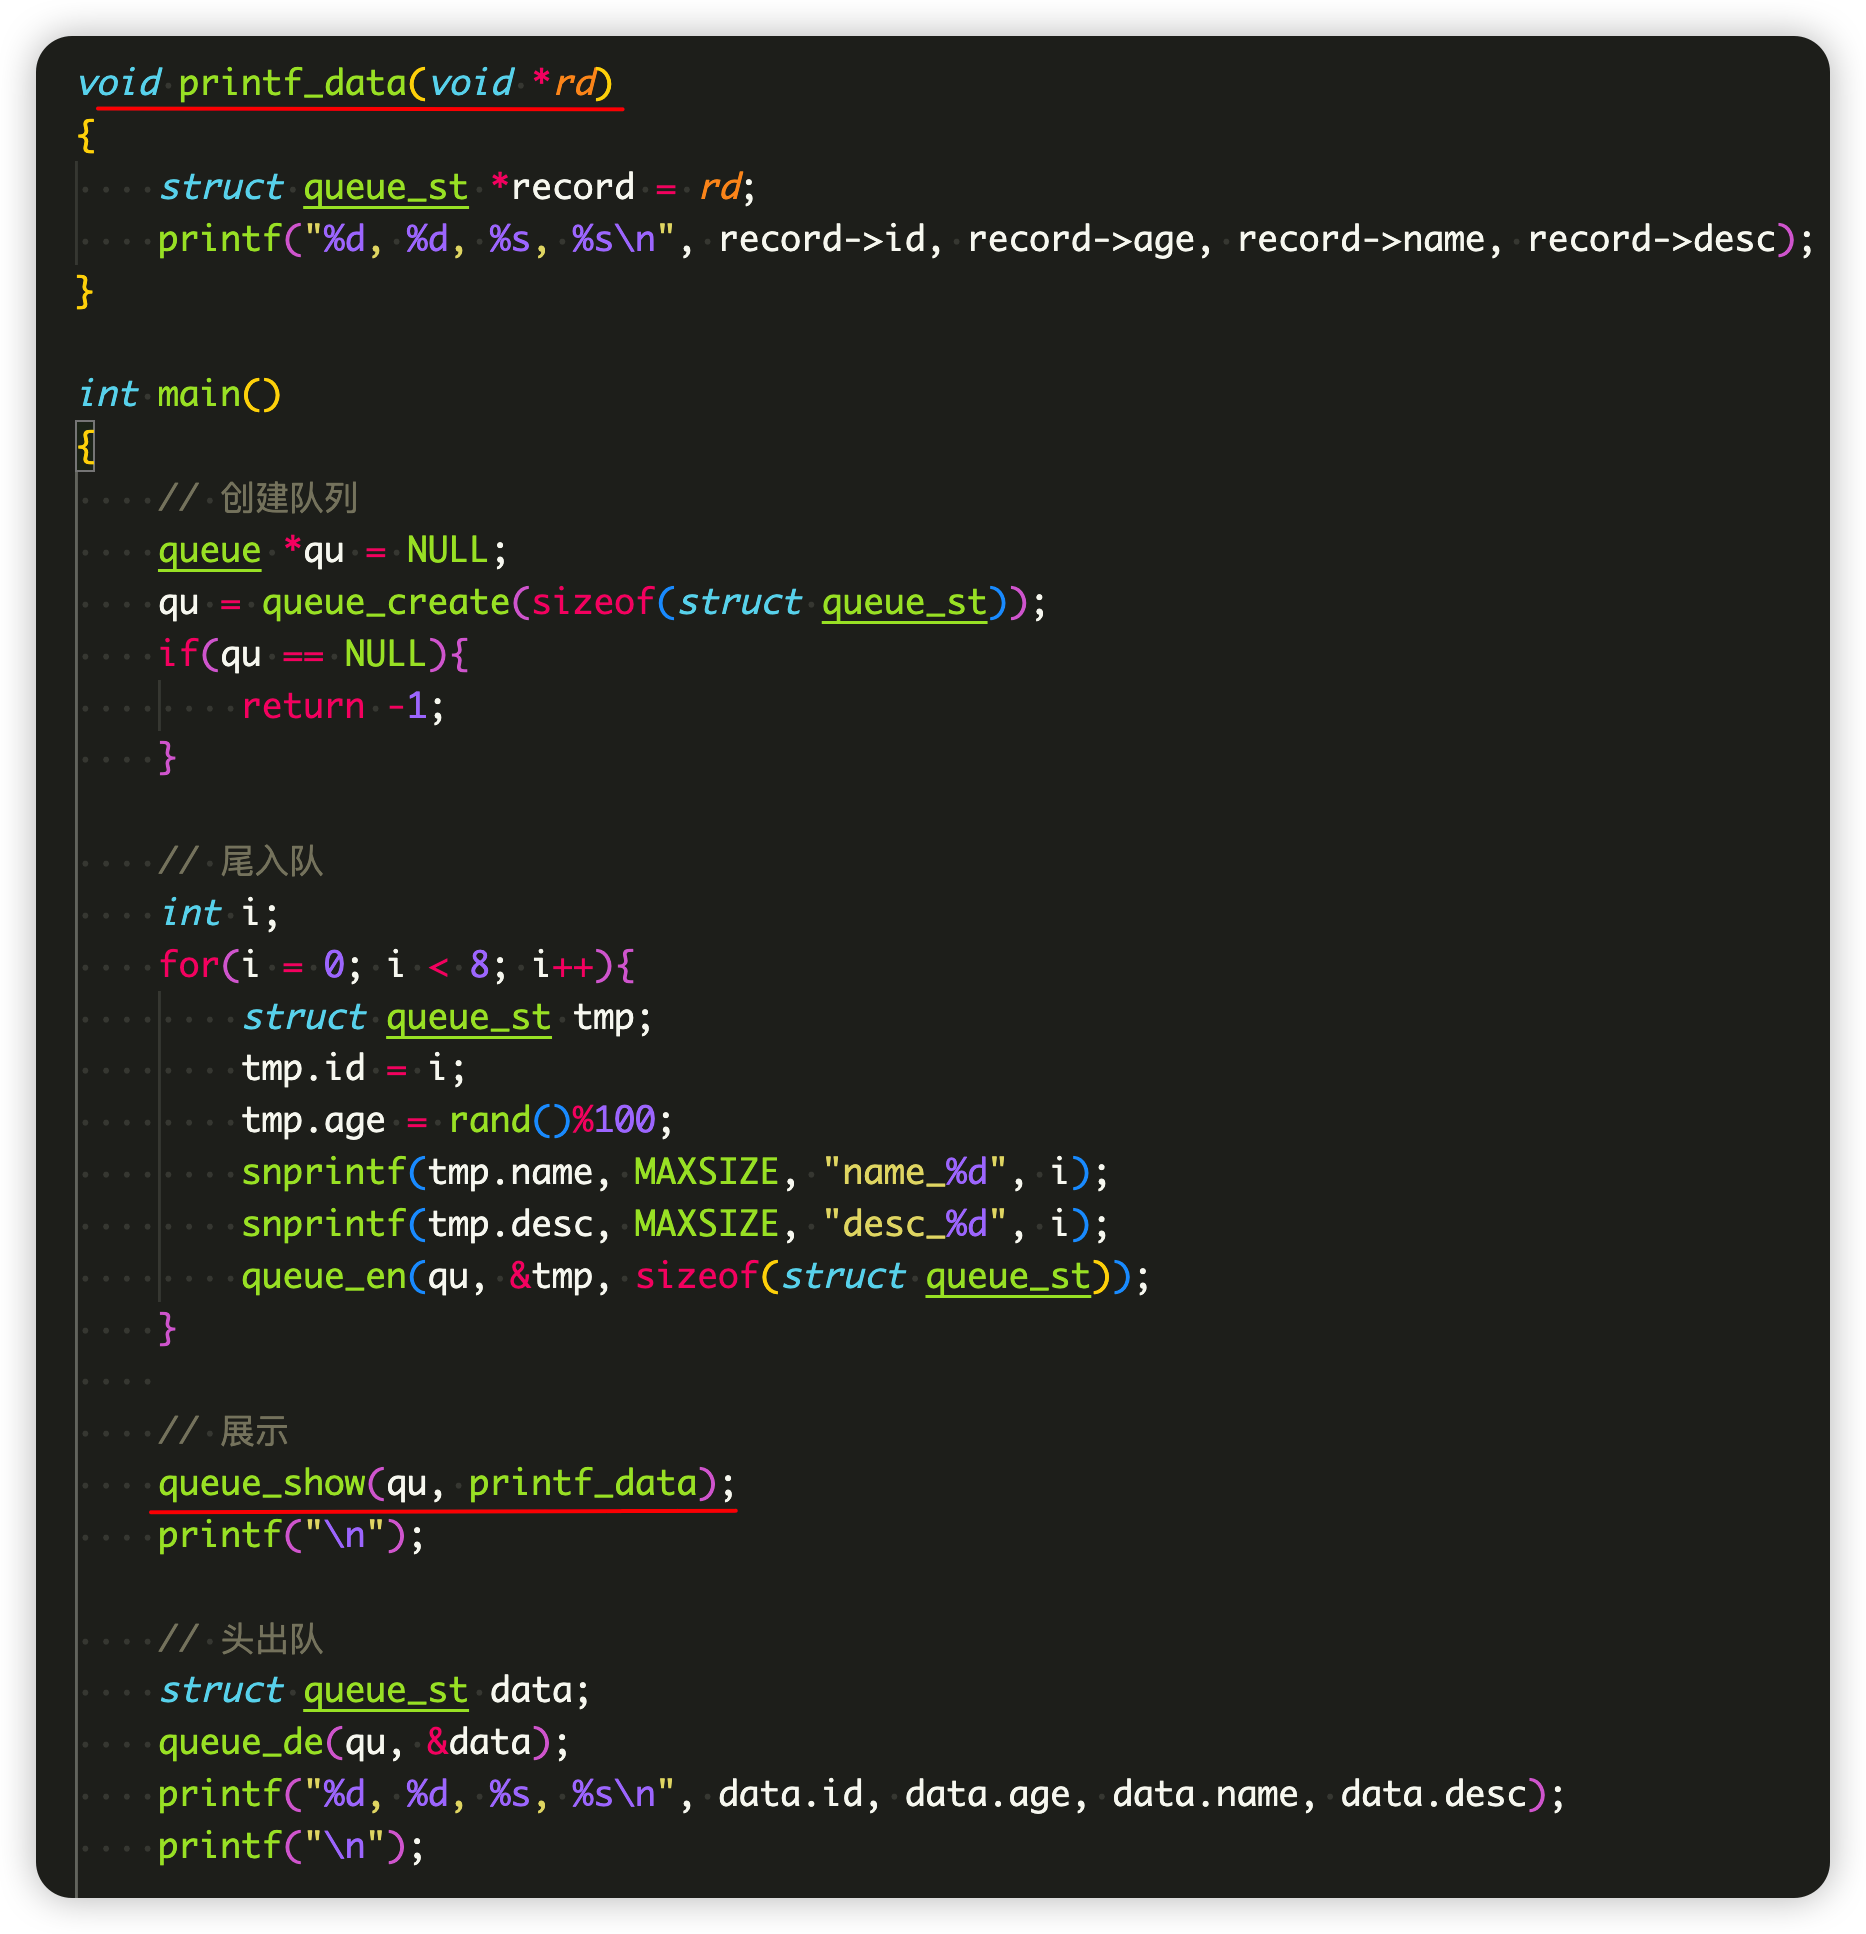 void printf_data(void *rd)
{
    struct queue_st *record = rd;
    printf("%d, %d, %s, %s\n", record->id, record->age, record->name, record->desc);
}

int main()
{
    // 创建队列
    queue *qu = NULL;
    qu = queue_create(sizeof(struct queue_st));
    if(qu == NULL){
        return -1;
    }

    // 尾入队
    int i;
    for(i = 0; i < 8; i++){
        struct queue_st tmp;
        tmp.id = i;
        tmp.age = rand()%100;
        snprintf(tmp.name, MAXSIZE, "name_%d", i);
        snprintf(tmp.desc, MAXSIZE, "desc_%d", i);
        queue_en(qu, &tmp, sizeof(struct queue_st));
    }

    // 展示
    queue_show(qu, printf_data);
    printf("\n");

    // 头出队
    struct queue_st data;
    queue_de(qu, &data);
    printf("%d, %d, %s, %s\n", data.id, data.age, data.name, data.desc);
    printf("\n");